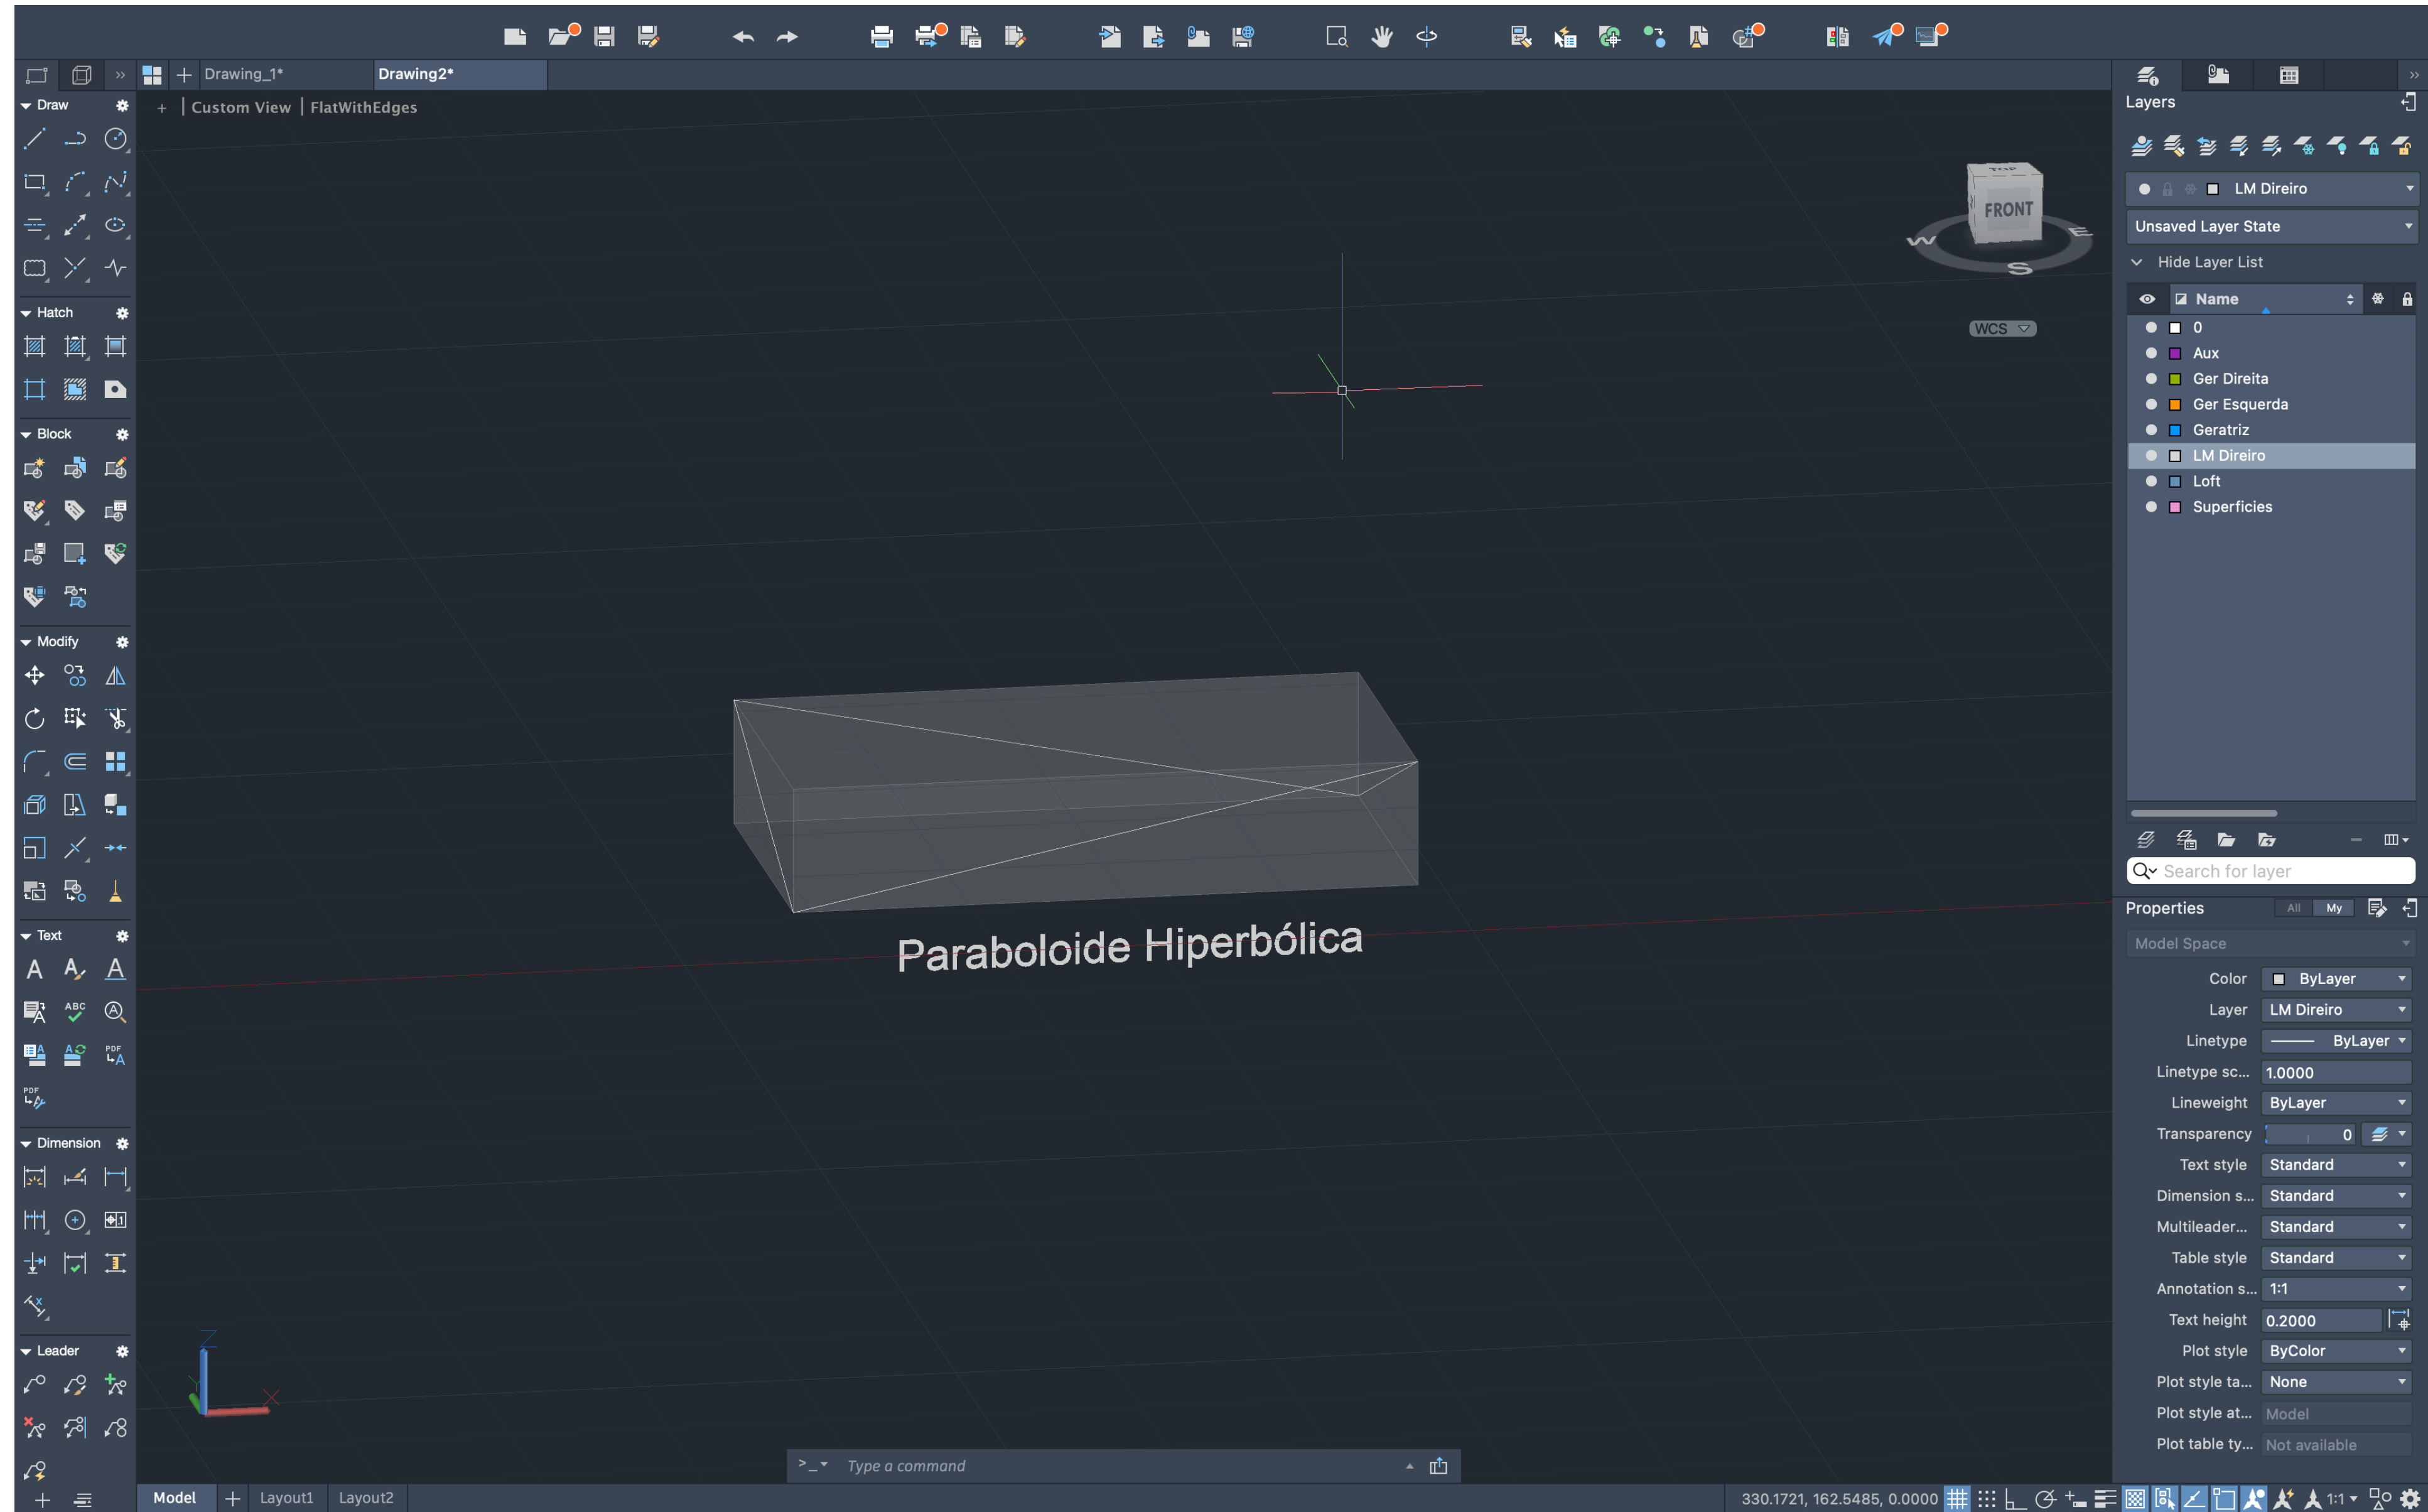 Drawing_1*
Drawing2*
Draw
+ | Custom View | FlatWithEdges
Hatch
Block
Modify
Text
A A A
ABC
PDF
PDF
Dimension
Leader
TOP
FRONT
W S E
WCS
Paraboloide Hiperbólica
Z
Y
X
>_ Type a command
Model
Layout1
Layout2
Layers
LM Direiro
Unsaved Layer State
Hide Layer List
Name
0
Aux
Ger Direita
Ger Esquerda
Geratriz
LM Direiro
Loft
Superficies
Search for layer
Properties
All My
Model Space
Color ByLayer
Layer LM Direiro
Linetype ByLayer
Linetype sc... 1.0000
Lineweight ByLayer
Transparency 0
Text style Standard
Dimension s... Standard
Multileader... Standard
Table style Standard
Annotation s... 1:1
Text height 0.2000
Plot style ByColor
Plot style ta... None
Plot style at... Model
Plot table ty... Not available
330.1721, 162.5485, 0.0000
1:1